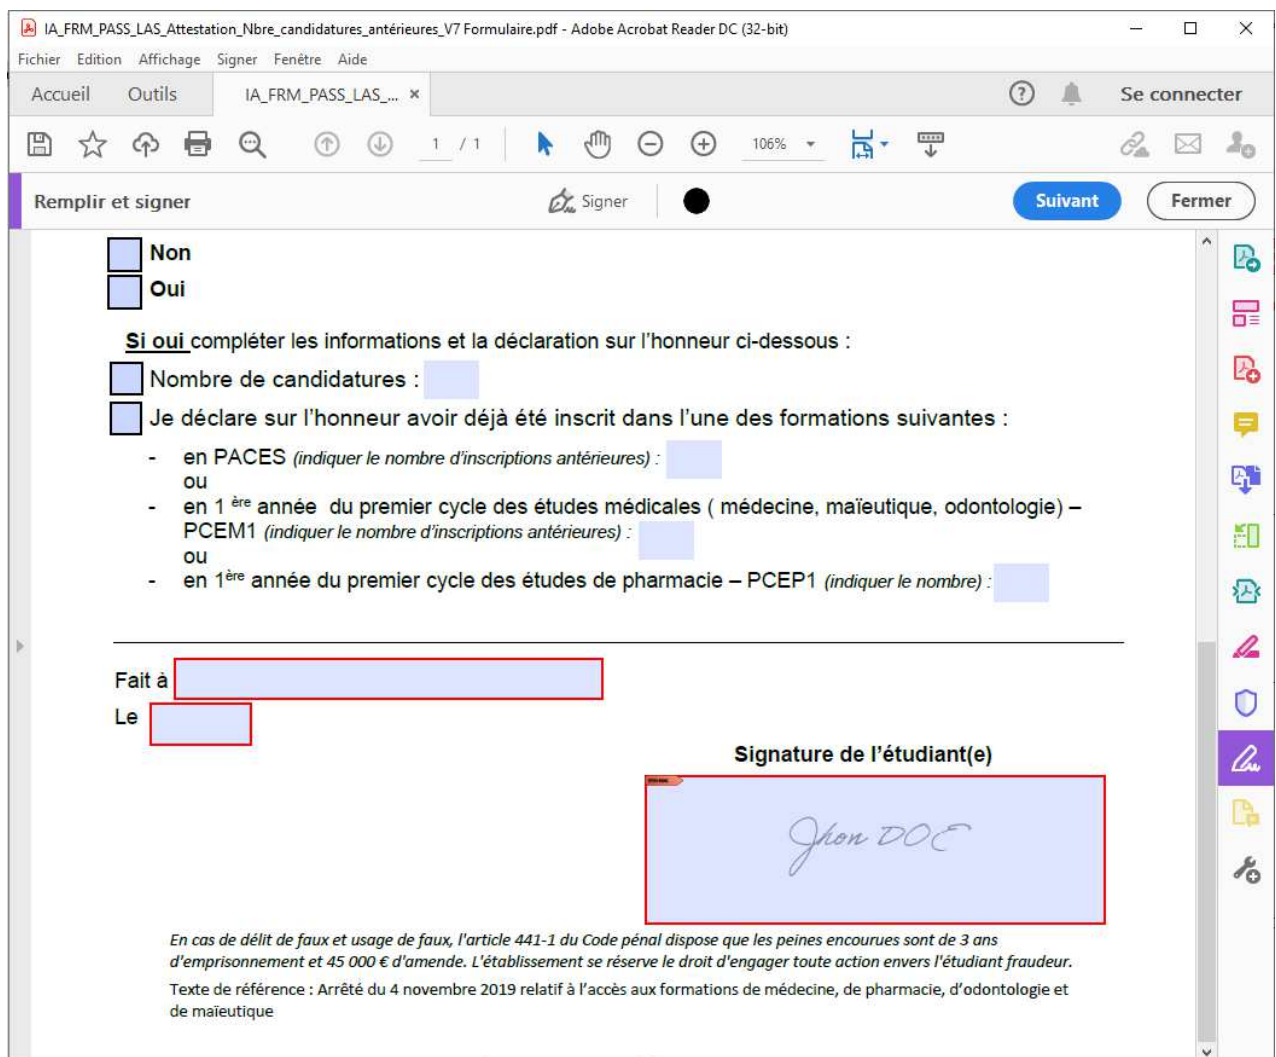 IA_FRM_PASS_LAS_Attestation_Nbre_candidatures_antérieures_V7 Formulaire.pdf - Adobe Acrobat Reader DC (32-bit)
Fichier Edition Affichage Signer Fenêtre Aide
Accueil Outils IA_FRM_PASS_LAS_... × Se connecter
1 / 1 106%
Remplir et signer Signer Suivant Fermer
Non
Oui
Si oui compléter les informations et la déclaration sur l'honneur ci-dessous :
Nombre de candidatures :
Je déclare sur l'honneur avoir déjà été inscrit dans l'une des formations suivantes :
- en PACES (indiquer le nombre d'inscriptions antérieures) :
ou
- en 1 ère année du premier cycle des études médicales ( médecine, maïeutique, odontologie) –
PCEM1 (indiquer le nombre d'inscriptions antérieures) :
ou
- en 1ère année du premier cycle des études de pharmacie – PCEP1 (indiquer le nombre) :
Fait à
Le
Signature de l'étudiant(e)
Jhon DOE
En cas de délit de faux et usage de faux, l'article 441-1 du Code pénal dispose que les peines encourues sont de 3 ans
d'emprisonnement et 45 000 € d'amende. L'établissement se réserve le droit d'engager toute action envers l'étudiant fraudeur.
Texte de référence : Arrêté du 4 novembre 2019 relatif à l'accès aux formations de médecine, de pharmacie, d'odontologie et
de maïeutique